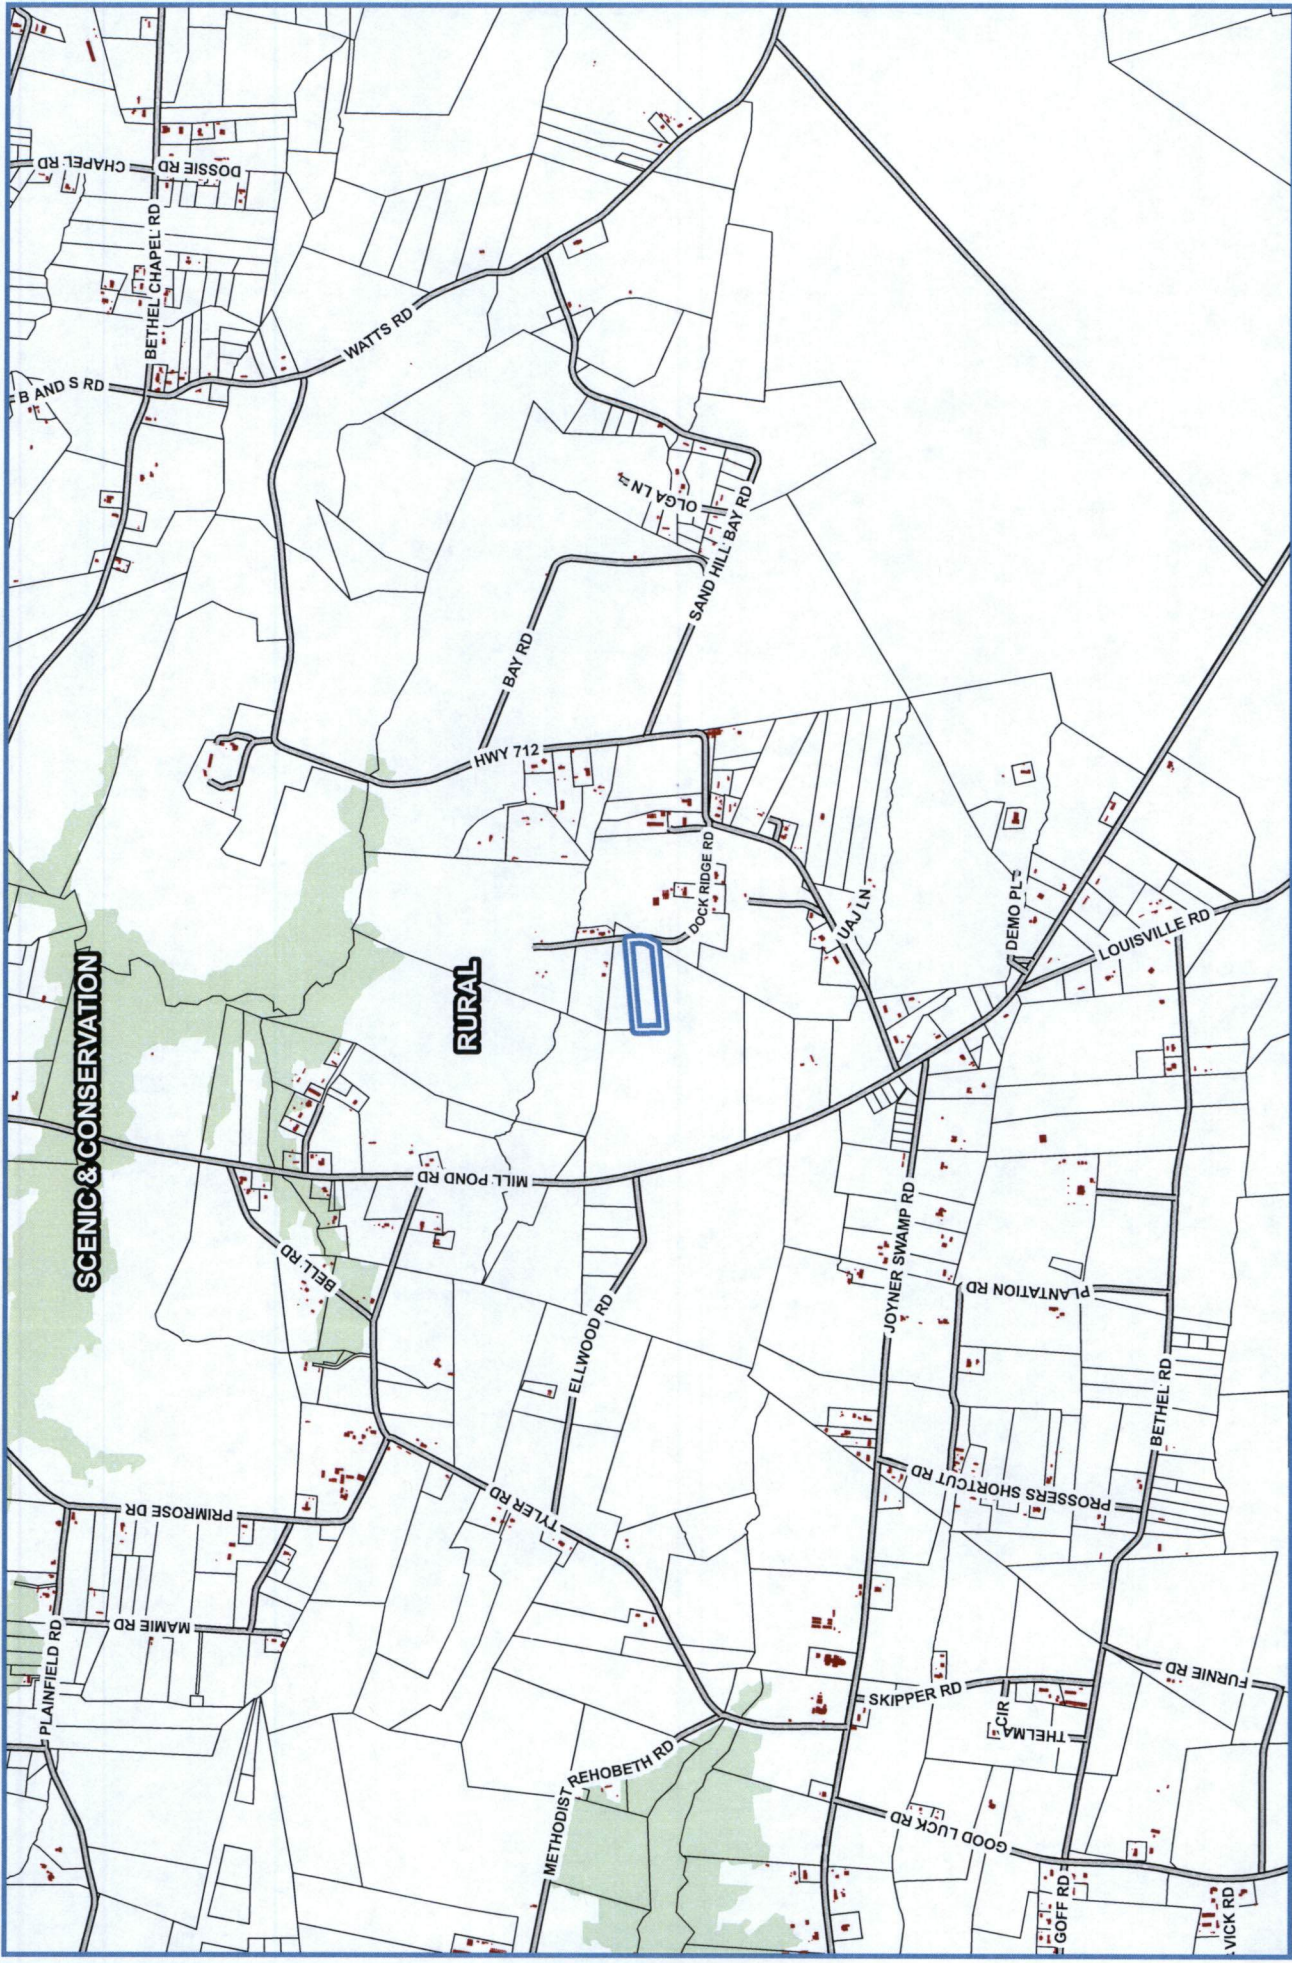 CHAPEL RD
DOSSIE RD
BETHEL CHAPEL RD
B AND S RD
WATTS RD
OLGA LN
SAND HILL BAY RD
BAY RD
HWY 712
DOCK RIDGE RD
UAJ LN
DEMO PL
LOUISVILLE RD
SCENIC & CONSERVATION
RURAL
MILL POND RD
BELL RD
ELLWOOD RD
JOYNER SWAMP RD
PLANTATION RD
BETHEL RD
PROSSERS SHORTCUT RD
TYLER RD
PRIMROSE DR
MAMIE RD
PLAINFIELD RD
SKIPPER RD
THELMA
CIR
FURNIE RD
METHODIST REHOBETH RD
GOOD LUCK RD
GOFF RD
VICK RD